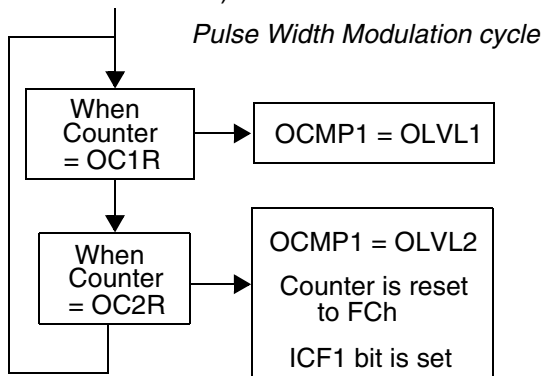 Pulse Width Modulation cycle
When
Counter
= OC1R
OCMP1 = OLVL1
When
Counter
= OC2R
OCMP1 = OLVL2
Counter is reset
to FCh
ICF1 bit is set